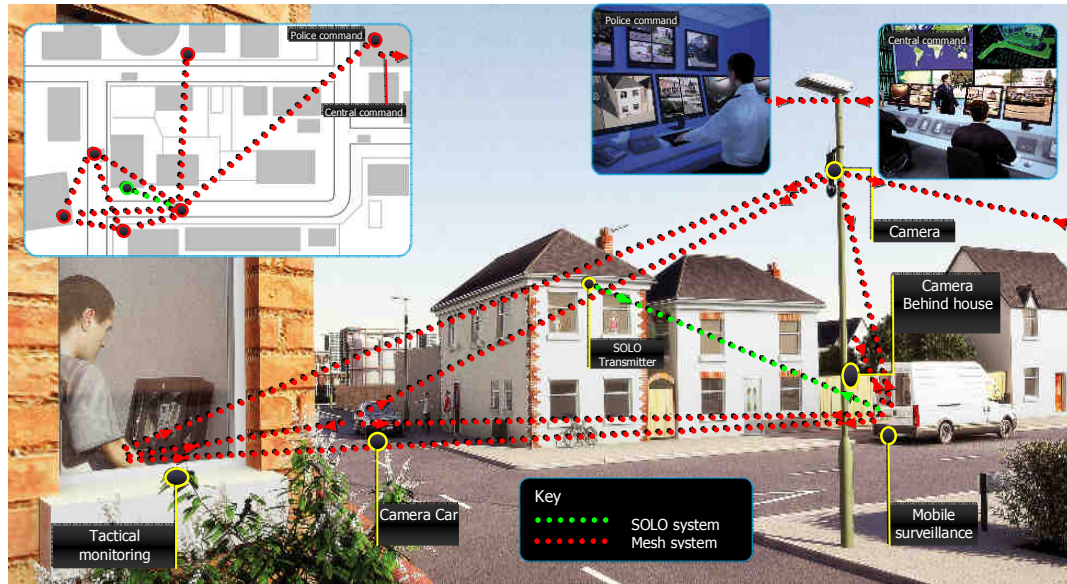 Police command
Central command
Police command
Central command
Camera
Camera
Behind house
SOLO
Transmitter
Tactical
monitoring
Camera Car
Mobile
surveillance
Key
SOLO system
Mesh system